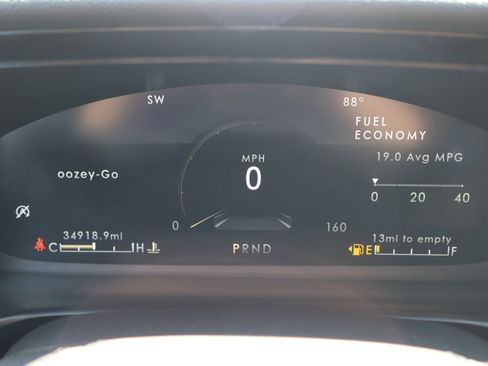 SW
88°
FUEL
ECONOMY
MPH
0
19.0 Avg MPG
oozey-Go
0 20 40
0 160
34918.9mi
13mi to empty
C H
PRND
E F